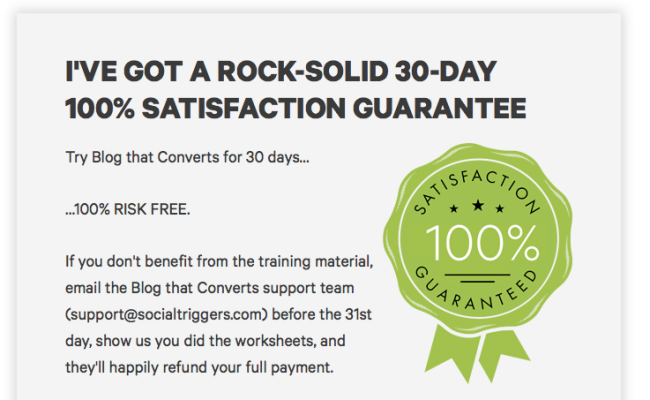 I'VE GOT A ROCK-SOLID 30-DAY
100% SATISFACTION GUARANTEE
Try Blog that Converts for 30 days...
...100% RISK FREE.
If you don't benefit from the training material,
email the Blog that Converts support team
(support@socialtriggers.com) before the 31st
day, show us you did the worksheets, and
they'll happily refund your full payment.
SATISFACTION
100%
GUARANTEED